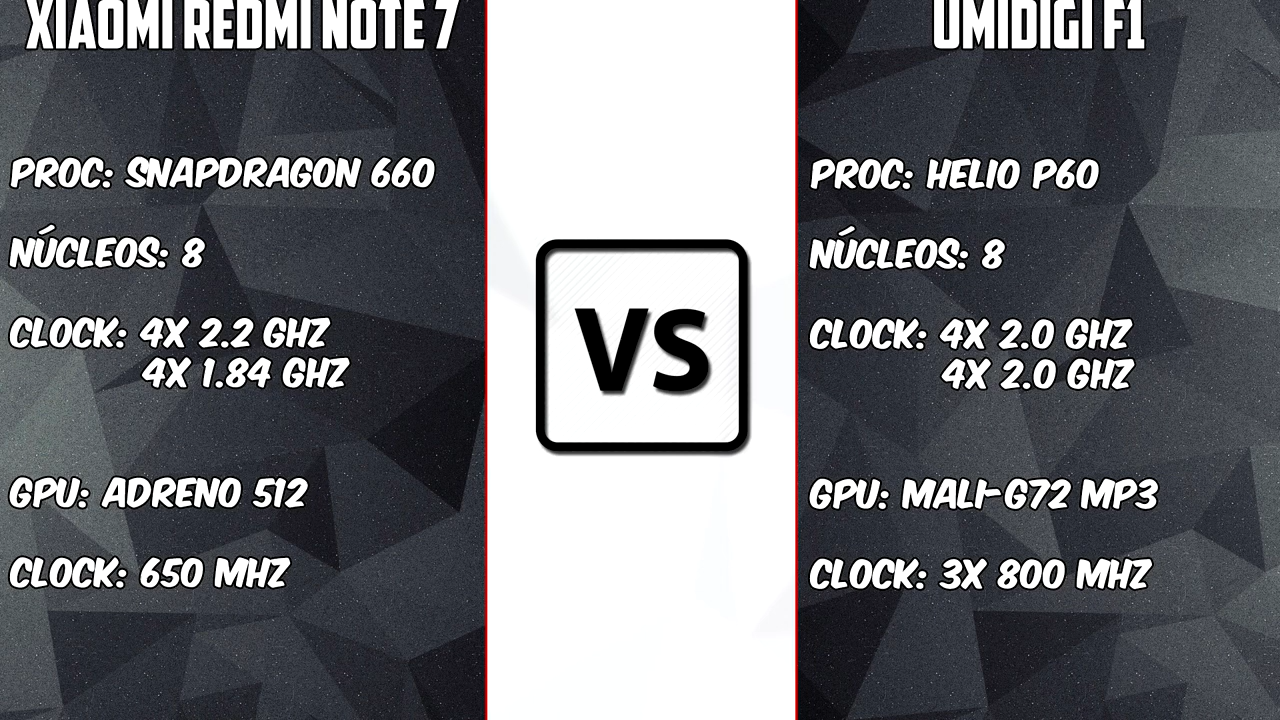 XIAOMI REDMI NOTE 7
PROC: SNAPDRAGON 660
NÚCLEOS: 8
CLOCK: 4X 2.2 GHZ
4X 1.84 GHZ
GPU: ADRENO 512
CLOCK: 650 MHZ
VS
UMIDIGI F1
PROC: HELIO P60
NÚCLEOS: 8
CLOCK: 4X 2.0 GHZ
4X 2.0 GHZ
GPU: MALI-G72 MP3
CLOCK: 3X 800 MHZ